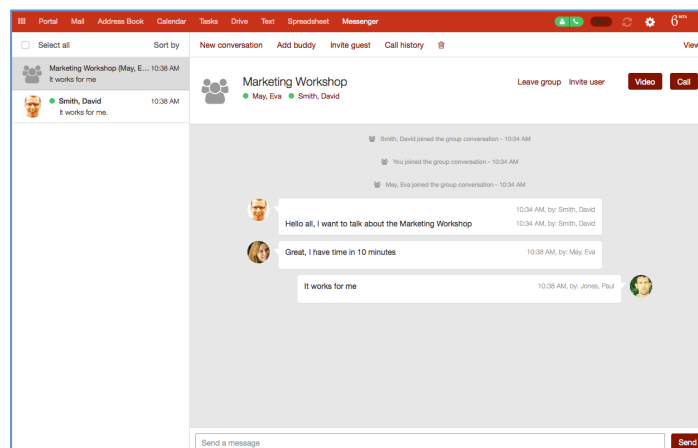 Portal Mail Address Book Calendar Tasks Drive Text Spreadsheet Messenger 6 BETA
Select all Sort by
New conversation Add buddy Invite guest Call history View
Marketing Workshop (May, E... 10:38 AM
It works for me
Smith, David 10:38 AM
It works for me.
Marketing Workshop
May, Eva Smith, David
Leave group Invite user Video Call
Smith, David joined the group conversation - 10:34 AM
You joined the group conversation - 10:34 AM
May, Eva joined the group conversation - 10:34 AM
10:34 AM, by: Smith, David
Hello all, I want to talk about the Marketing Workshop 10:34 AM, by: Smith, David
Great, I have time in 10 minutes 10:38 AM, by: May, Eva
It works for me 10:38 AM, by: Jones, Paul
Send a message Send